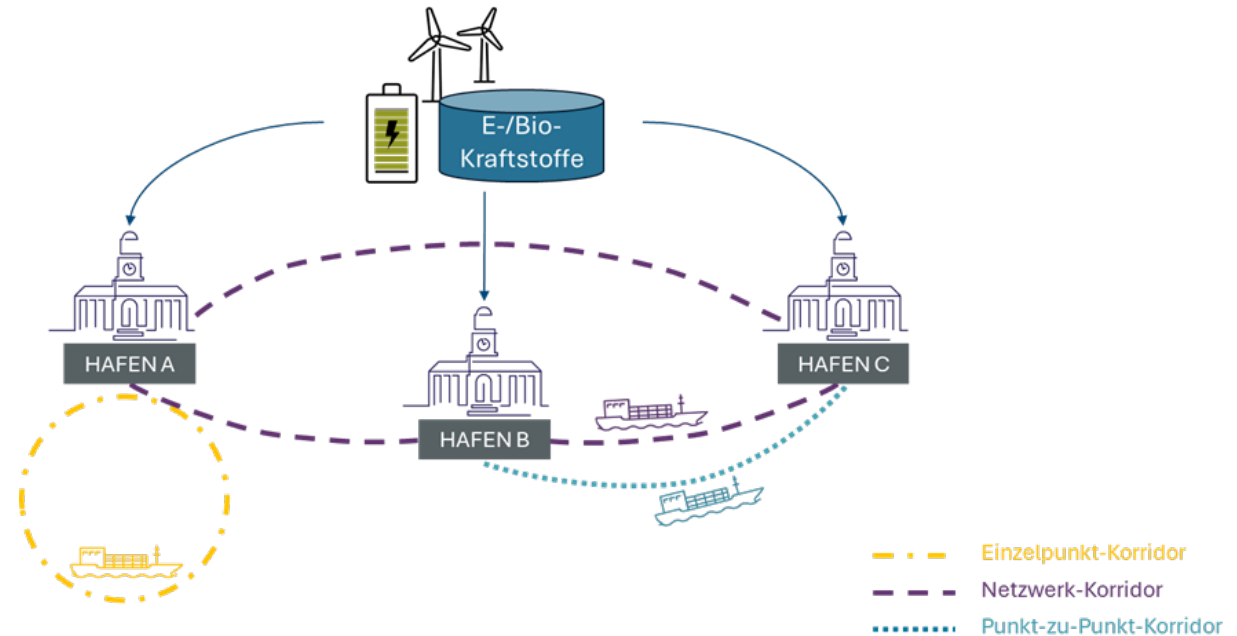 E-/Bio-
Kraftstoffe
HAFEN A
HAFEN B
HAFEN C
Einzelpunkt-Korridor
Netzwerk-Korridor
Punkt-zu-Punkt-Korridor